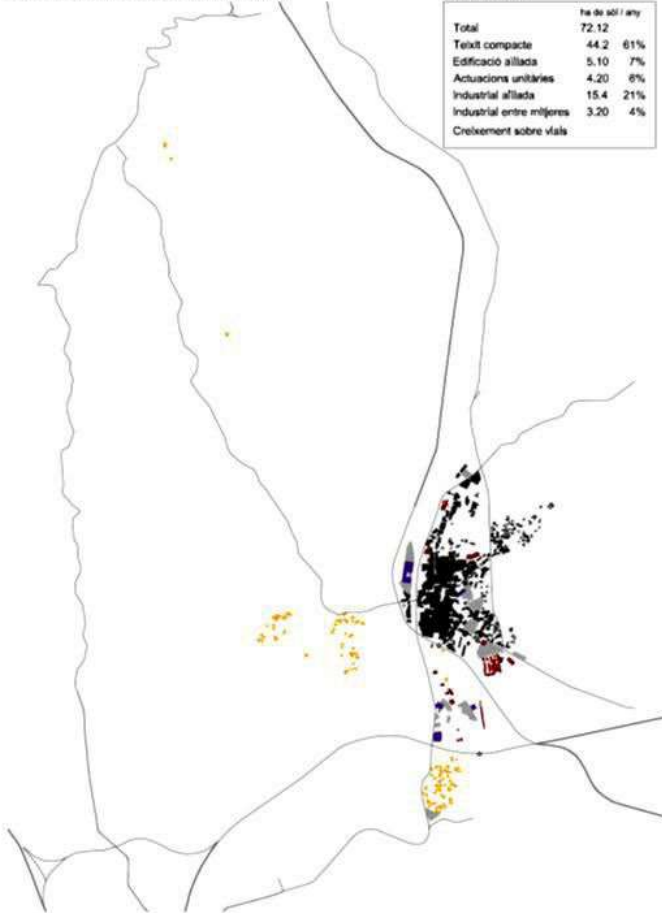 ha de sòl / any
Total 72.12
Teixit compacte 44.2 61%
Edificació aïllada 5.10 7%
Actuacions unitàries 4.20 6%
Industrial aïllada 15.4 21%
Industrial entre mitjeres 3.20 4%
Creixement sobre vials